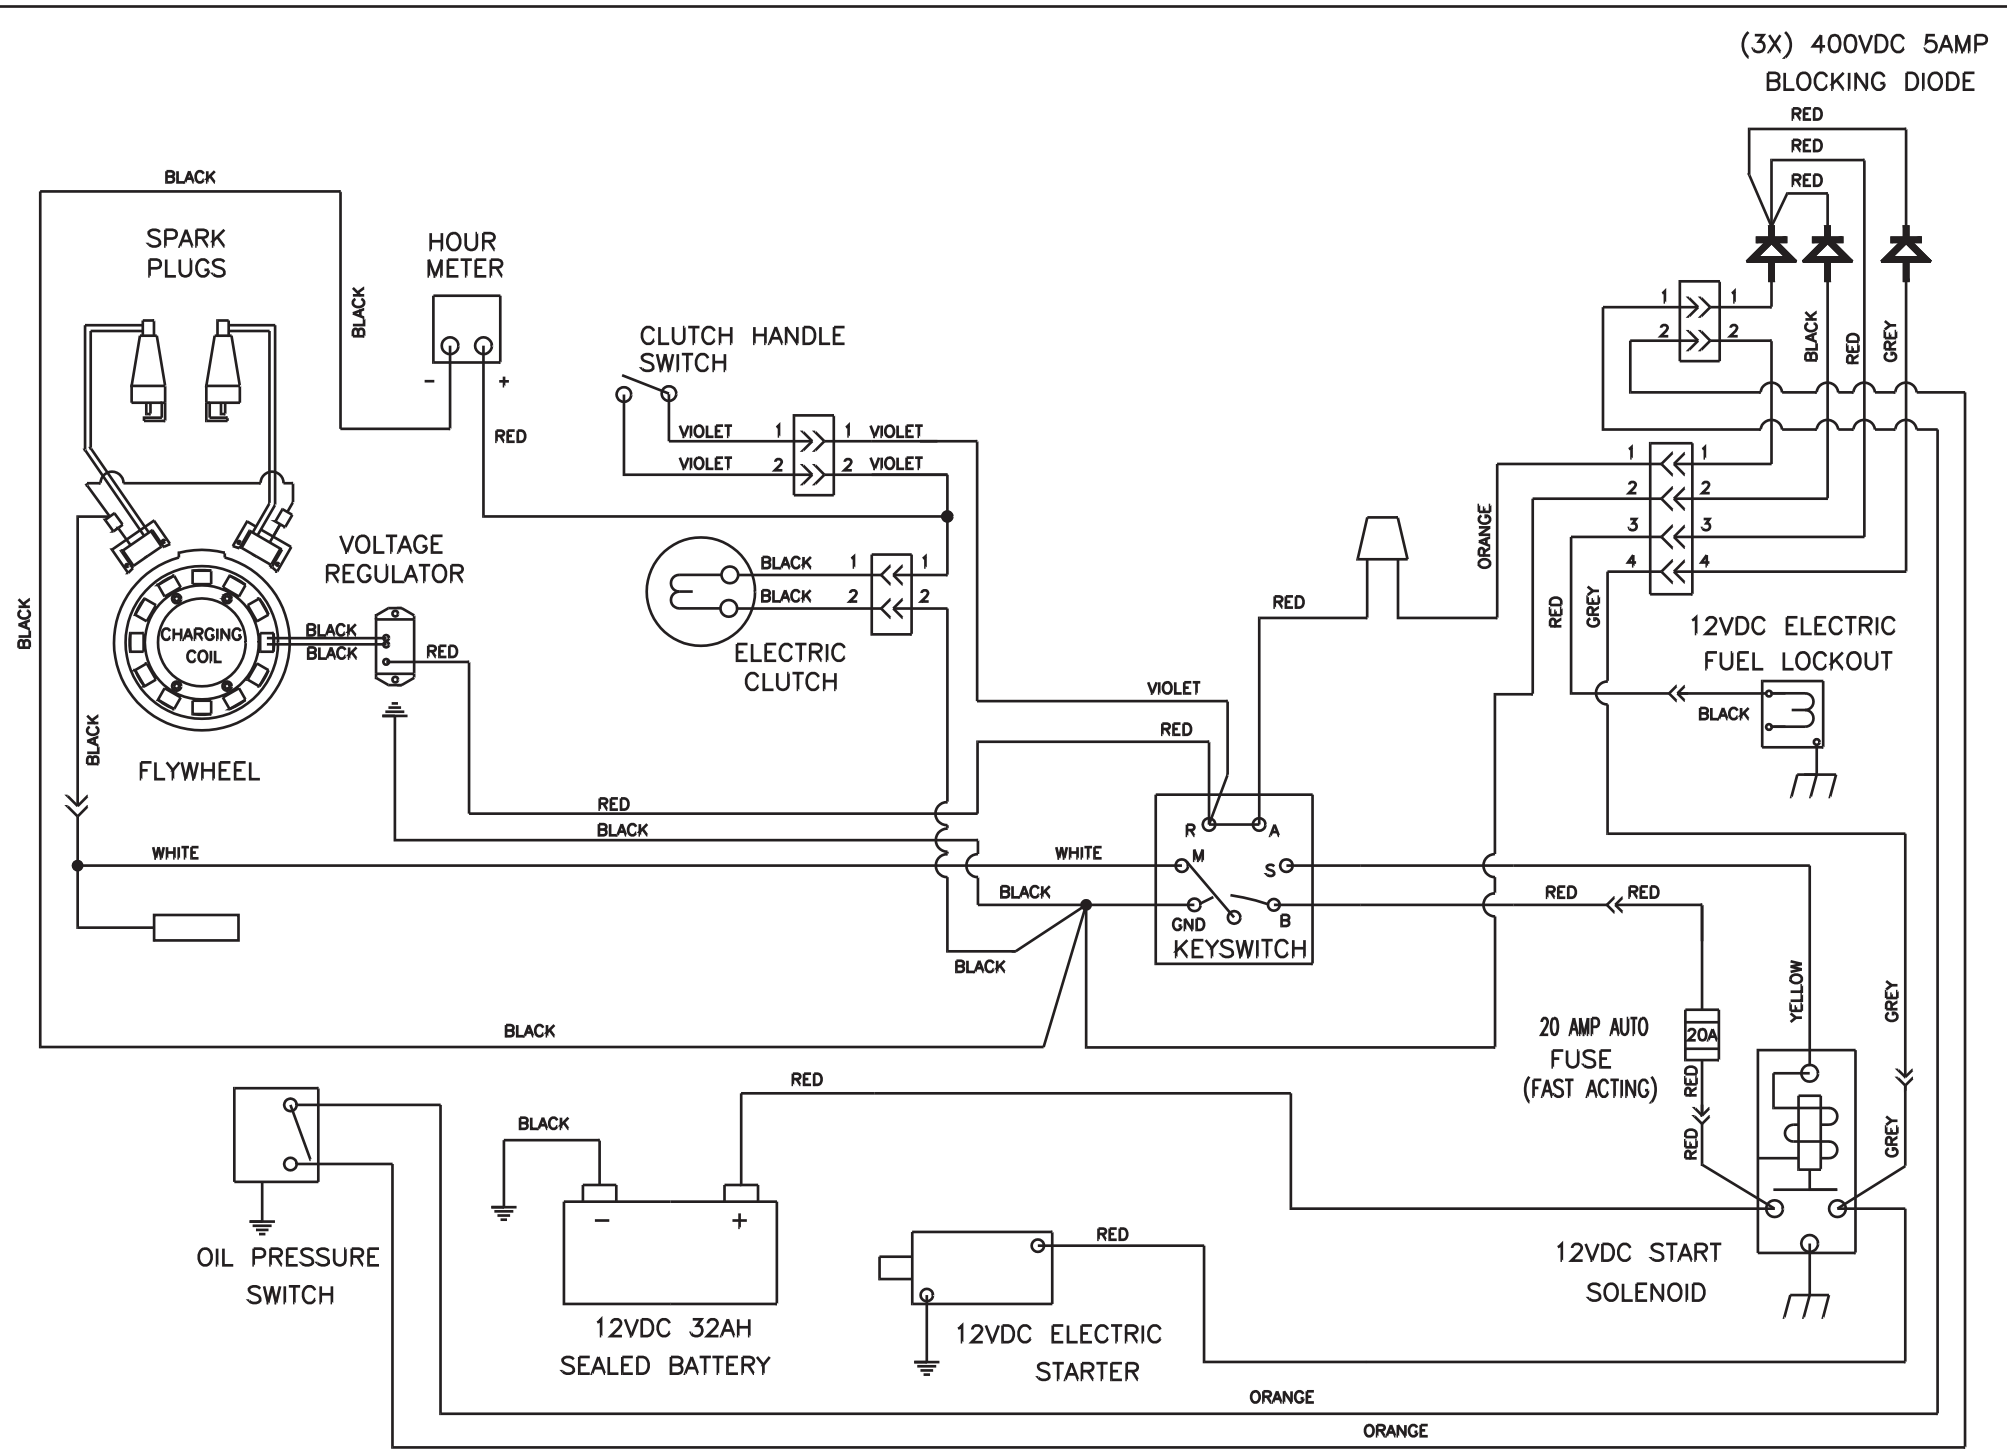 (3X) 400VDC 5AMP
BLOCKING DIODE
RED
RED
RED
BLACK
SPARK
PLUGS
HOUR
METER
BLACK
- +
RED
CLUTCH HANDLE
SWITCH
VIOLET 1 1 VIOLET
VIOLET 2 2 VIOLET
1 1
2 2
BLACK
RED
GREY
1 1
2 2
3 3
4 4
ORANGE
RED
GREY
VOLTAGE
REGULATOR
BLACK 1 1
BLACK 2 2
ELECTRIC
CLUTCH
RED
BLACK
CHARGING
COIL
BLACK
BLACK
RED
12VDC ELECTRIC
FUEL LOCKOUT
BLACK
VIOLET
RED
BLACK
FLYWHEEL
RED
BLACK
WHITE
WHITE
R A
M
S
GND B
KEYSWITCH
BLACK
BLACK
RED RED
YELLOW
GREY
20 AMP AUTO
FUSE
(FAST ACTING)
20A
RED
RED
GREY
BLACK
RED
BLACK
- +
OIL PRESSURE
SWITCH
12VDC 32AH
SEALED BATTERY
RED
12VDC ELECTRIC
STARTER
12VDC START
SOLENOID
ORANGE
ORANGE